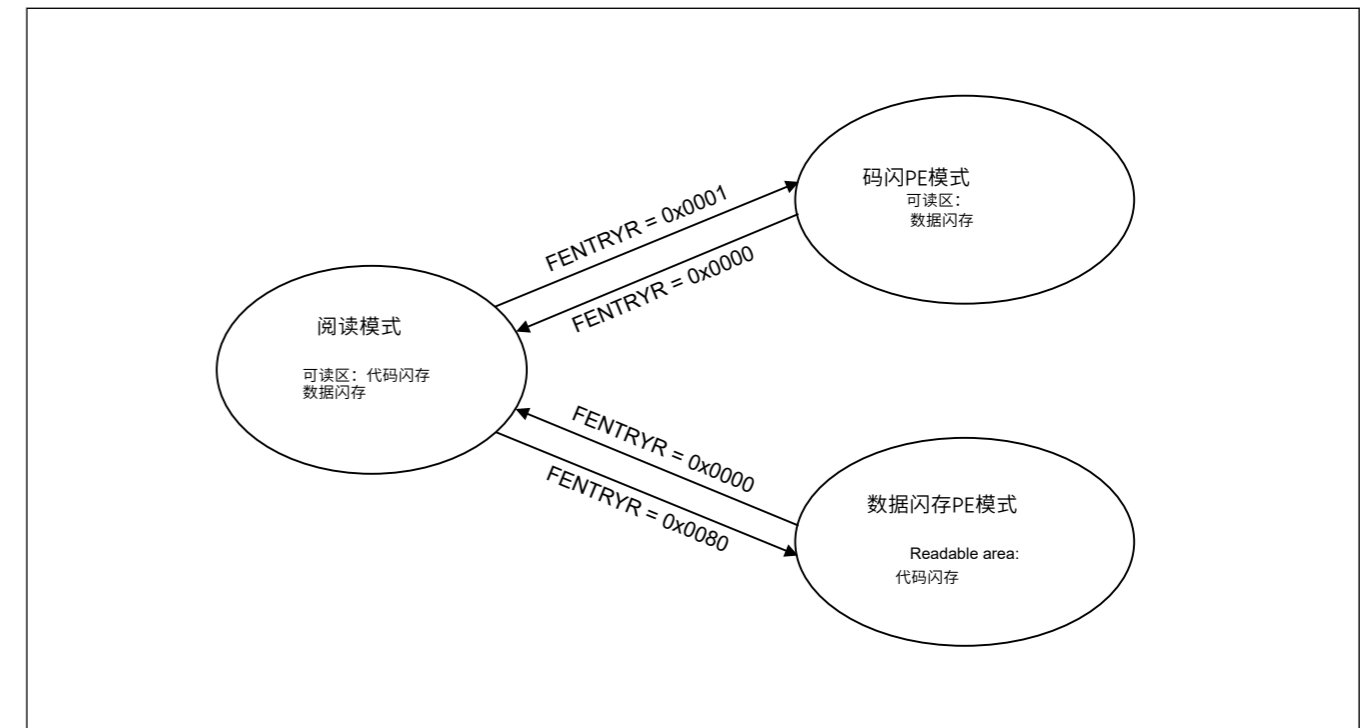 码闪PE模式
可读区：
数据闪存
FENTRYR = 0x0001
FENTRYR = 0x0000
阅读模式
可读区：代码闪存
数据闪存
FENTRYR = 0x0000
FENTRYR = 0x0080
数据闪存PE模式
Readable area:
代码闪存